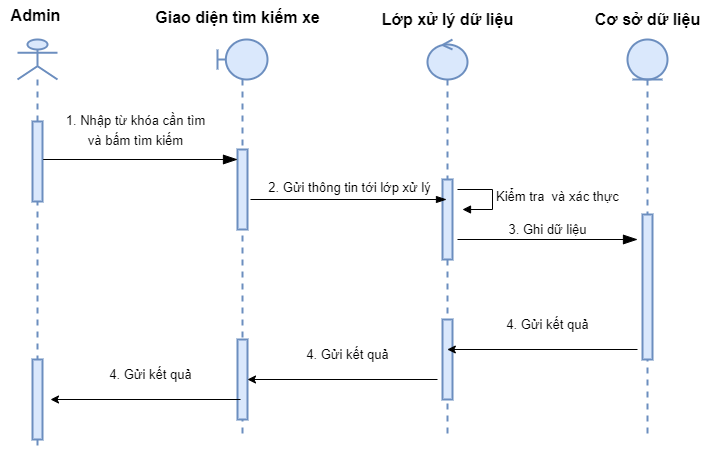 Admin
Giao diện tìm kiếm xe
Lớp xử lý dữ liệu
Cơ sở dữ liệu
1. Nhập từ khóa cần tìm
và bấm tìm kiếm
2. Gửi thông tin tới lớp xử lý
Kiểm tra và xác thực
3. Ghi dữ liệu
4. Gửi kết quả
4. Gửi kết quả
4. Gửi kết quả